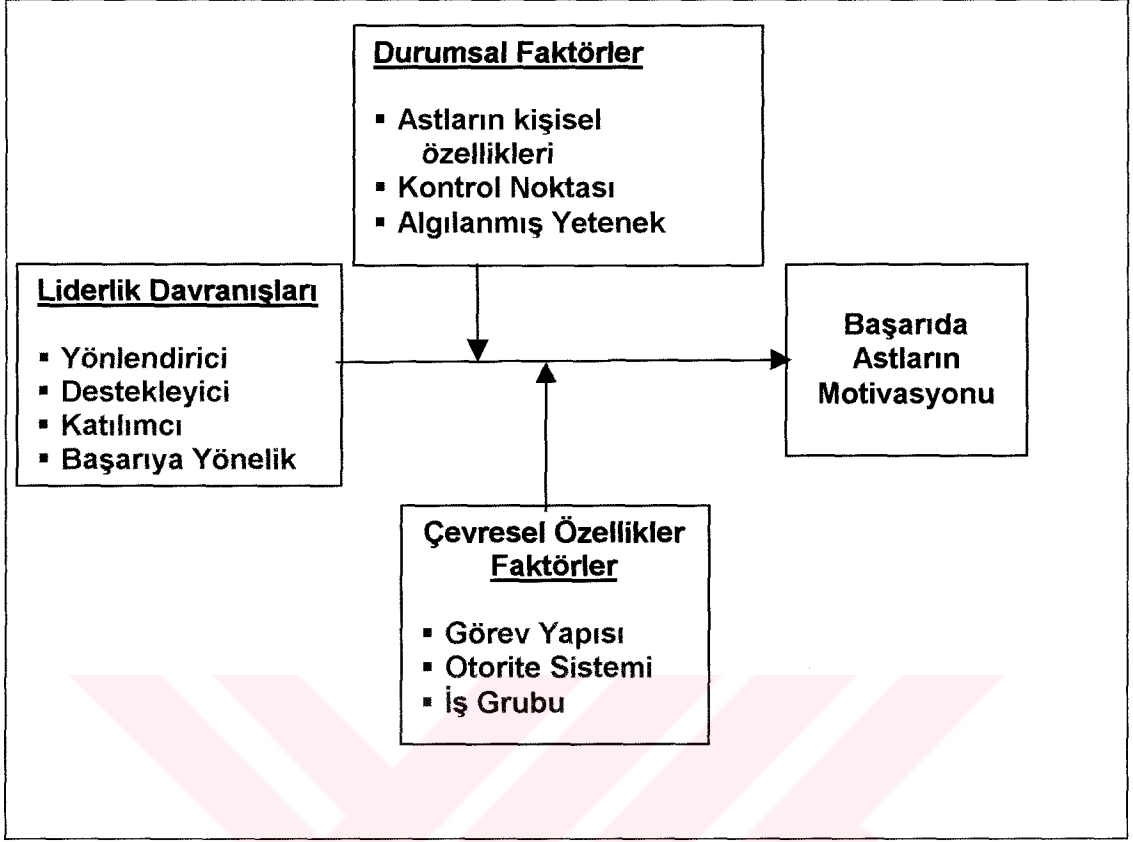 Durumsal Faktörler
▪ Astların kişisel
özellikleri
▪ Kontrol Noktası
▪ Algılanmış Yetenek
Liderlik Davranışları
▪ Yönlendirici
▪ Destekleyici
▪ Katılımcı
▪ Başarıya Yönelik
Başarıda
Astların
Motivasyonu
Çevresel Özellikler
Faktörler
▪ Görev Yapısı
▪ Otorite Sistemi
▪ İş Grubu